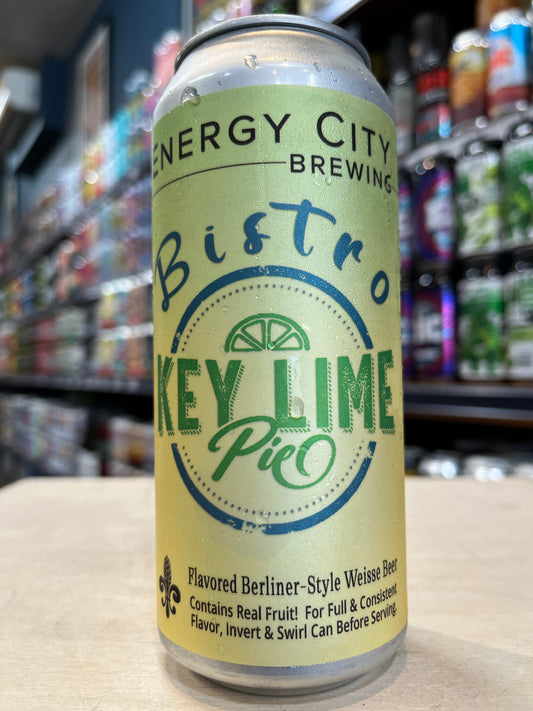 ENERGY CITY
BREWING
Bistro
KEY LIME
Pie
Flavored Berliner-Style Weisse Beer
Contains Real Fruit! For Full & Consistent
Flavor, Invert & Swirl Can Before Serving.